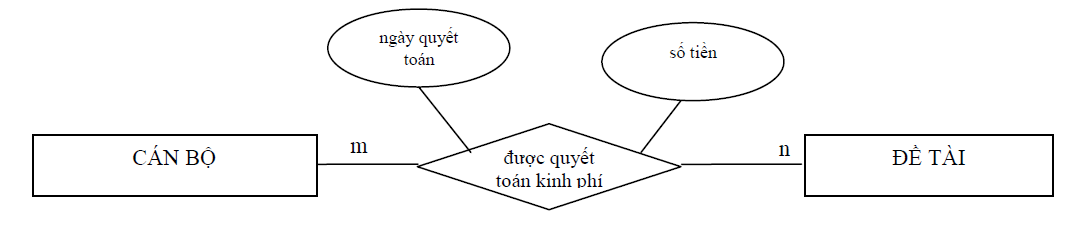 ngày quyết
toán
số tiền
CÁN BỘ
m
được quyết
toán kinh phí
n
ĐỀ TÀI